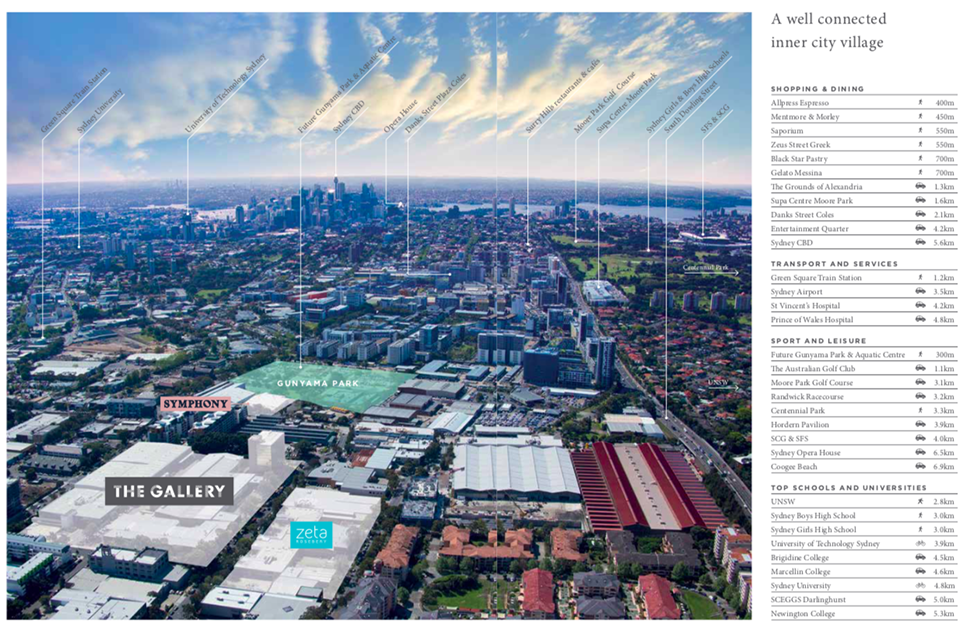 A well connected
inner city village
Green Square Train Station
Sydney University
University of Technology Sydney
Future Gunyama Park & Aquatic Centre
Sydney CBD
Opera House
Danks Street Plaza Coles
Surry Hills restaurants & cafes
Moore Park Golf Course
Supa Centre Moore Park
Sydney Girls & Boys High Schools
South Dowling Street
SFS & SCG
Centennial Park
UNSW
GUNYAMA PARK
SYMPHONY
THE GALLERY
zeta
ROSEBERY
SHOPPING & DINING
Allpress Espresso 400m
Mentmore & Morley 450m
Saporium 550m
Zeus Street Greek 550m
Black Star Pastry 700m
Gelato Messina 700m
The Grounds of Alexandria 1.3km
Supa Centre Moore Park 1.6km
Danks Street Coles 2.1km
Entertainment Quarter 4.2km
Sydney CBD 5.6km
TRANSPORT AND SERVICES
Green Square Train Station 1.2km
Sydney Airport 3.5km
St Vincent's Hospital 4.2km
Prince of Wales Hospital 4.8km
SPORT AND LEISURE
Future Gunyama Park & Aquatic Centre 300m
The Australian Golf Club 1.1km
Moore Park Golf Course 3.1km
Randwick Racecourse 3.2km
Centennial Park 3.3km
Hordern Pavilion 3.9km
SCG & SFS 4.0km
Sydney Opera House 6.5km
Coogee Beach 6.9km
TOP SCHOOLS AND UNIVERSITIES
UNSW 2.8km
Sydney Boys High School 3.0km
Sydney Girls High School 3.0km
University of Technology Sydney 3.9km
Brigidine College 4.5km
Marcellin College 4.6km
Sydney University 4.8km
SCEGGS Darlinghurst 5.0km
Newington College 5.3km